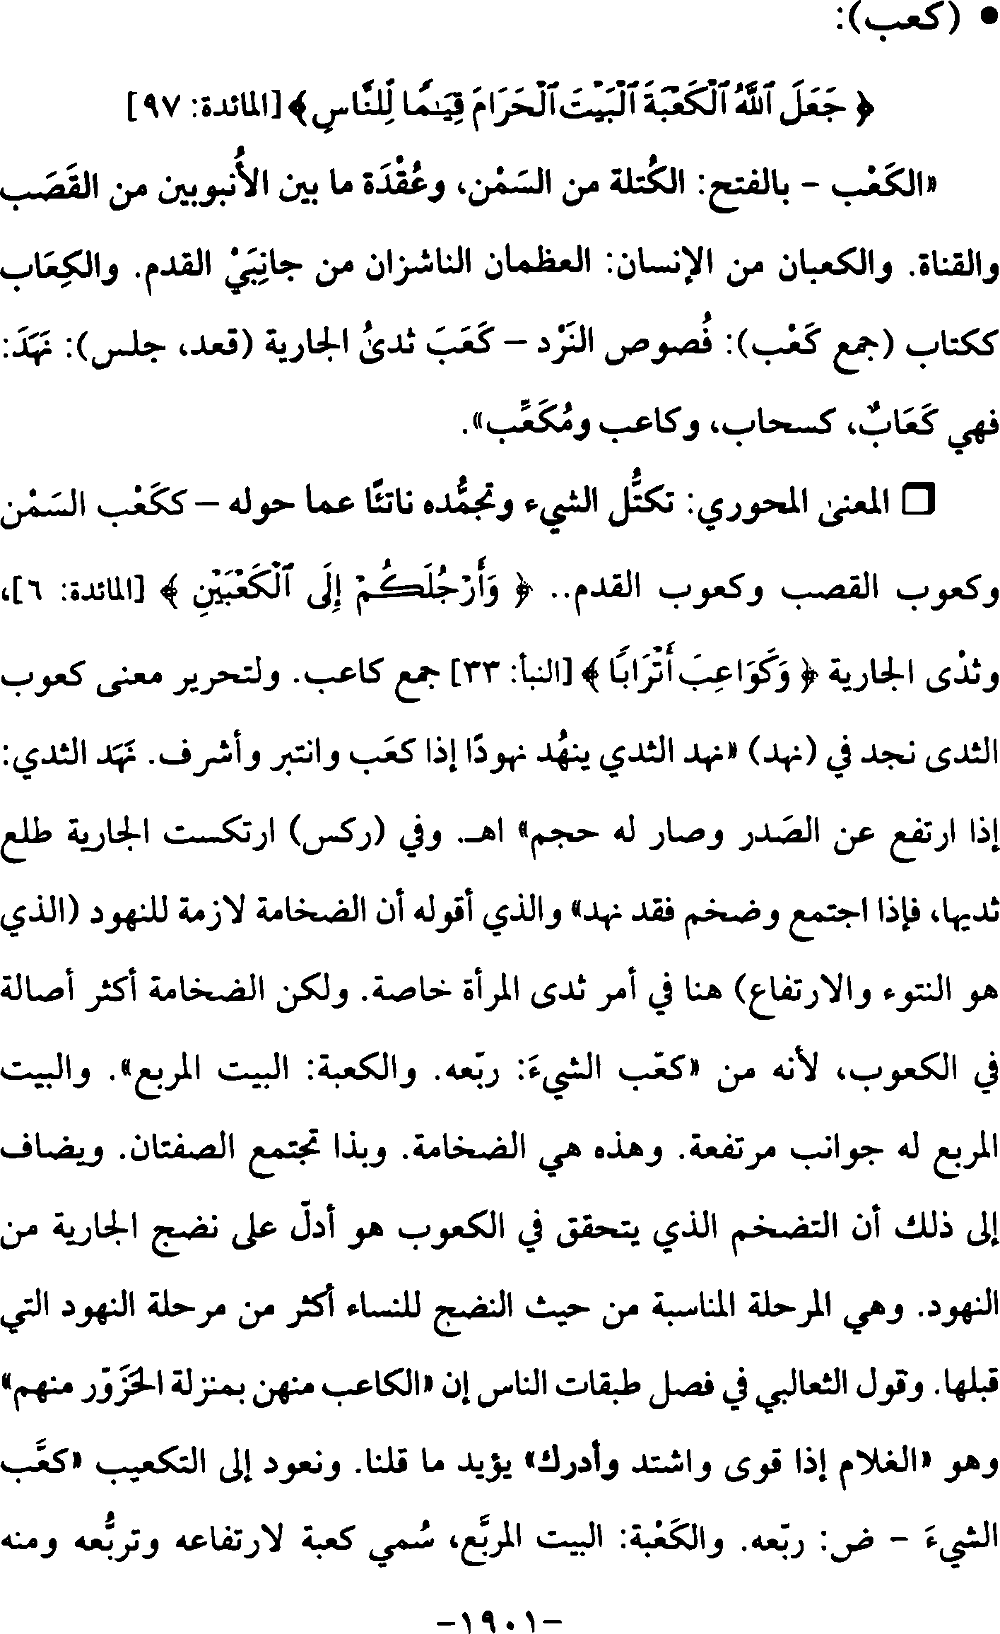 • (كعب):
﴿ جَعَلَ ٱللَّهُ ٱلْكَعْبَةَ ٱلْبَيْتَ ٱلْحَرَامَ قِيَـٰمًا لِّلنَّاسِ ﴾ [المائدة: ٩٧]
«الكَعْب – بالفتح: الكُتلة من السَمْن، وعُقْدَة ما بين الأُنبوبين من القَصَب
والقناة. والكعبان من الإنسان: العظمان الناشزان من جانِبَيْ القدم. والكِعَاب
ككتاب (جمع كَعْب): فُصوص النَرْد – كَعَبَ ثدىُ الجارية (قعد، جلس): نَهَدَ:
فهي كَعَابٌ، كسحاب، وكاعب ومُكَعِّب».
❒ المعنى المحوري: تكتُّل الشيء وتجمُّده ناتئًا عما حوله – ككَعْب السَمْن
وكعوب القصب وكعوب القدم.. ﴿ وَأَرْجُلَكُمْ إِلَى ٱلْكَعْبَيْنِ ﴾ [المائدة: ٦]،
وثدْى الجارية ﴿ وَكَوَاعِبَ أَتْرَابًا ﴾ [النبأ: ٣٣] جمع كاعب. ولتحرير معنى كعوب
الثدى نجد في (نهد) «نهد الثدي ينهُد نهودًا إذا كعَب وانتبر وأشرف. نَهَد الثدي:
إذا ارتفع عن الصَدر وصار له حجم» اهـ. وفي (ركس) ارتكست الجارية طلع
ثديها، فإذا اجتمع وضخم فقد نهد» والذي أقوله أن الضخامة لازمة للنهود (الذي
هو النتوء والارتفاع) هنا في أمر ثدى المرأة خاصة. ولكن الضخامة أكثر أصالة
في الكعوب، لأنه من «كعّب الشيءَ: ربّعه. والكعبة: البيت المربع». والبيت
المربع له جوانب مرتفعة. وهذه هي الضخامة. وبذا تجتمع الصفتان. ويضاف
إلى ذلك أن التضخم الذي يتحقق في الكعوب هو أدلّ على نضج الجارية من
النهود. وهي المرحلة المناسبة من حيث النضج للنساء أكثر من مرحلة النهود التي
قبلها. وقول الثعالبي في فصل طبقات الناس إن «الكاعب منهن بمنزلة الحَزَوّر منهم»
وهو «الغلام إذا قوى واشتد وأدرك» يؤيد ما قلنا. ونعود إلى التكعيب «كعَّب
الشيءَ – ض: ربّعه. والكَعْبة: البيت المربَّع، سُمي كعبة لارتفاعه وتربُّعه ومنه
–١٩٠١–